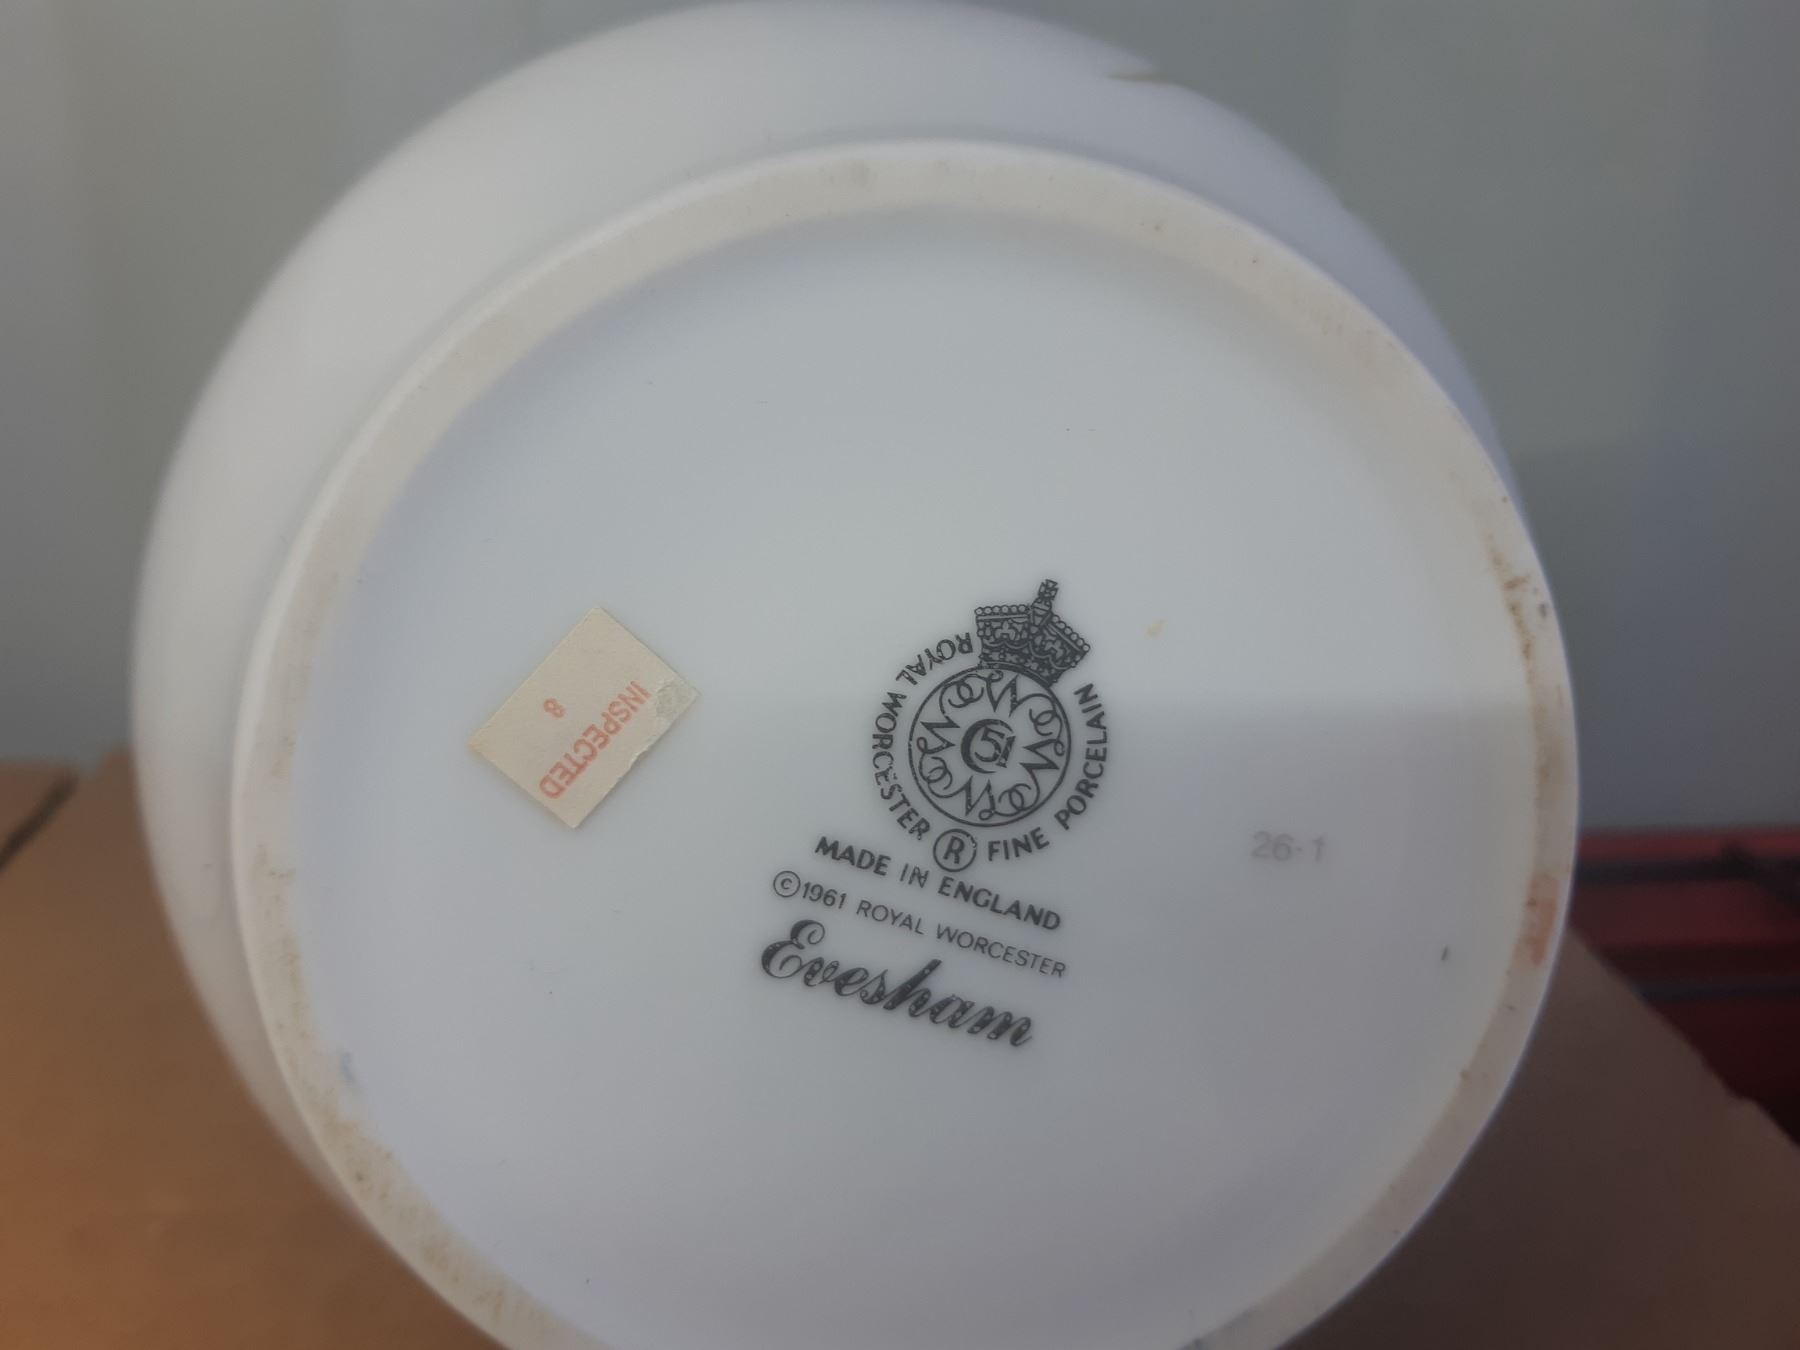 ROYAL WORCESTER ® FINE PORCELAIN
51
MADE IN ENGLAND
©1961 ROYAL WORCESTER
Evesham
INSPECTED
8
26·1